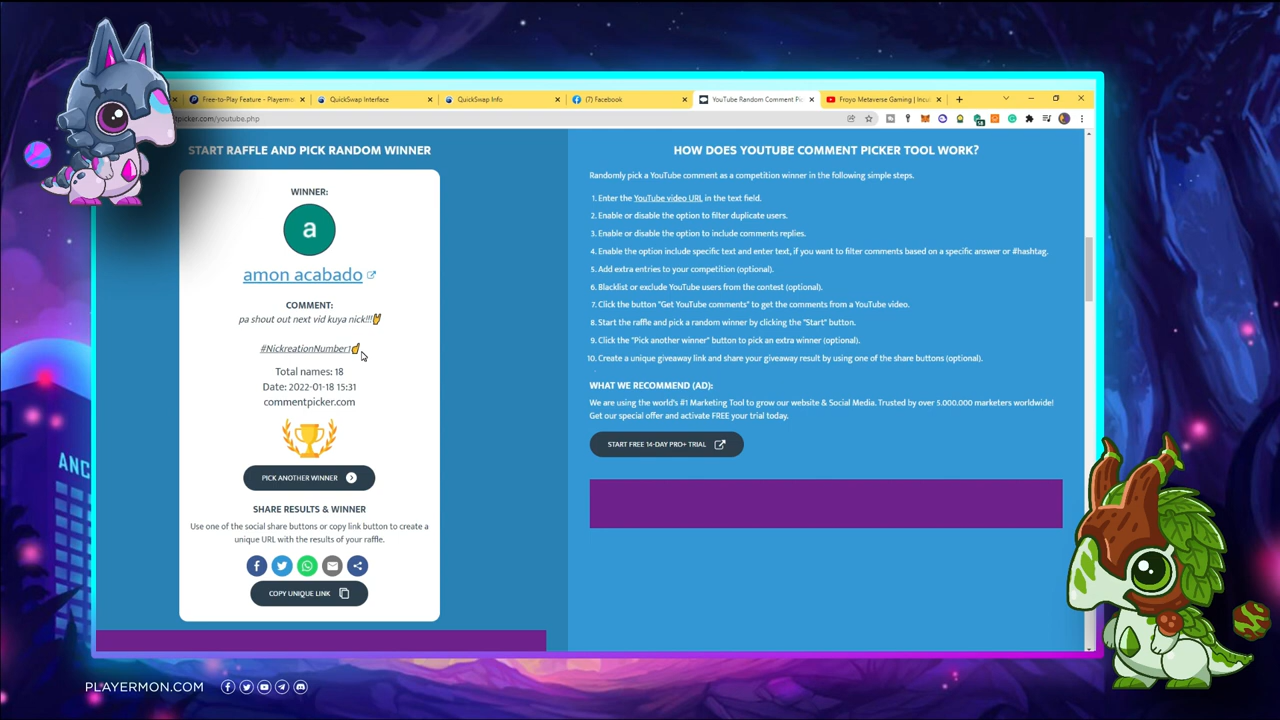 Free-to-Play Feature - Playermo
QuickSwap Interface
QuickSwap Info
(7) Facebook
YouTube Random Comment Pic
Froyo Metaverse Gaming | Incub
tpicker.com/youtube.php
START RAFFLE AND PICK RANDOM WINNER
WINNER:
a
amon acabado
COMMENT:
pa shout out next vid kuya nick!!!🤘
#NickreationNumber1☝
Total names: 18
Date: 2022-01-18 15:31
commentpicker.com
PICK ANOTHER WINNER
SHARE RESULTS & WINNER
Use one of the social share buttons or copy link button to create a
unique URL with the results of your raffle.
COPY UNIQUE LINK
HOW DOES YOUTUBE COMMENT PICKER TOOL WORK?
Randomly pick a YouTube comment as a competition winner in the following simple steps.
1. Enter the YouTube video URL in the text field.
2. Enable or disable the option to filter duplicate users.
3. Enable or disable the option to include comments replies.
4. Enable the option include specific text and enter text, if you want to filter comments based on a specific answer or #hashtag.
5. Add extra entries to your competition (optional).
6. Blacklist or exclude YouTube users from the contest (optional).
7. Click the button "Get YouTube comments" to get the comments from a YouTube video.
8. Start the raffle and pick a random winner by clicking the "Start" button.
9. Click the "Pick another winner" button to pick an extra winner (optional).
10. Create a unique giveaway link and share your giveaway result by using one of the share buttons (optional).
WHAT WE RECOMMEND (AD):
We are using the world's #1 Marketing Tool to grow our website & Social Media. Trusted by over 5.000.000 marketers worldwide!
Get our special offer and activate FREE your trial today.
START FREE 14-DAY PRO+ TRIAL
ANC
PLAYERMON.COM